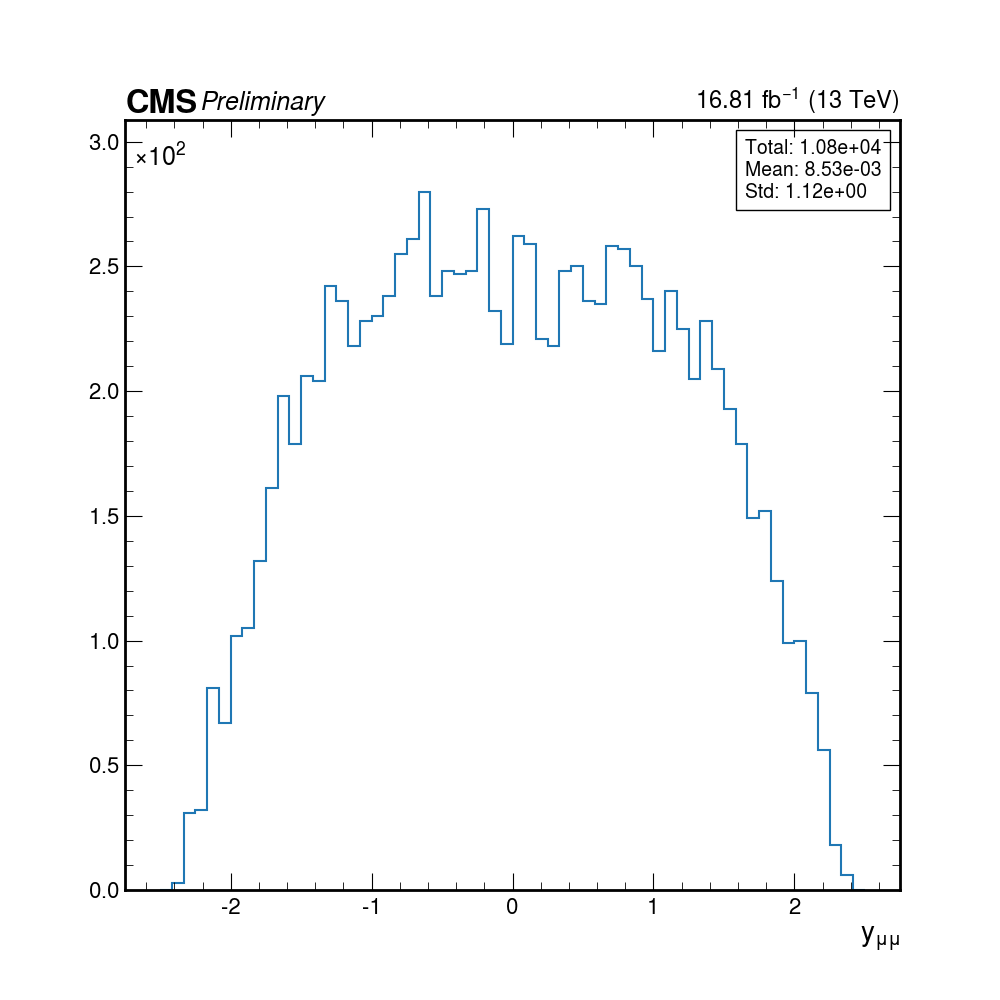 CMS Preliminary 16.81 fb⁻¹ (13 TeV)
×10²
Total: 1.08e+04
Mean: 8.53e-03
Std: 1.12e+00
3.0
2.5
2.0
1.5
1.0
0.5
0.0
-2 -1 0 1 2
y_μμ